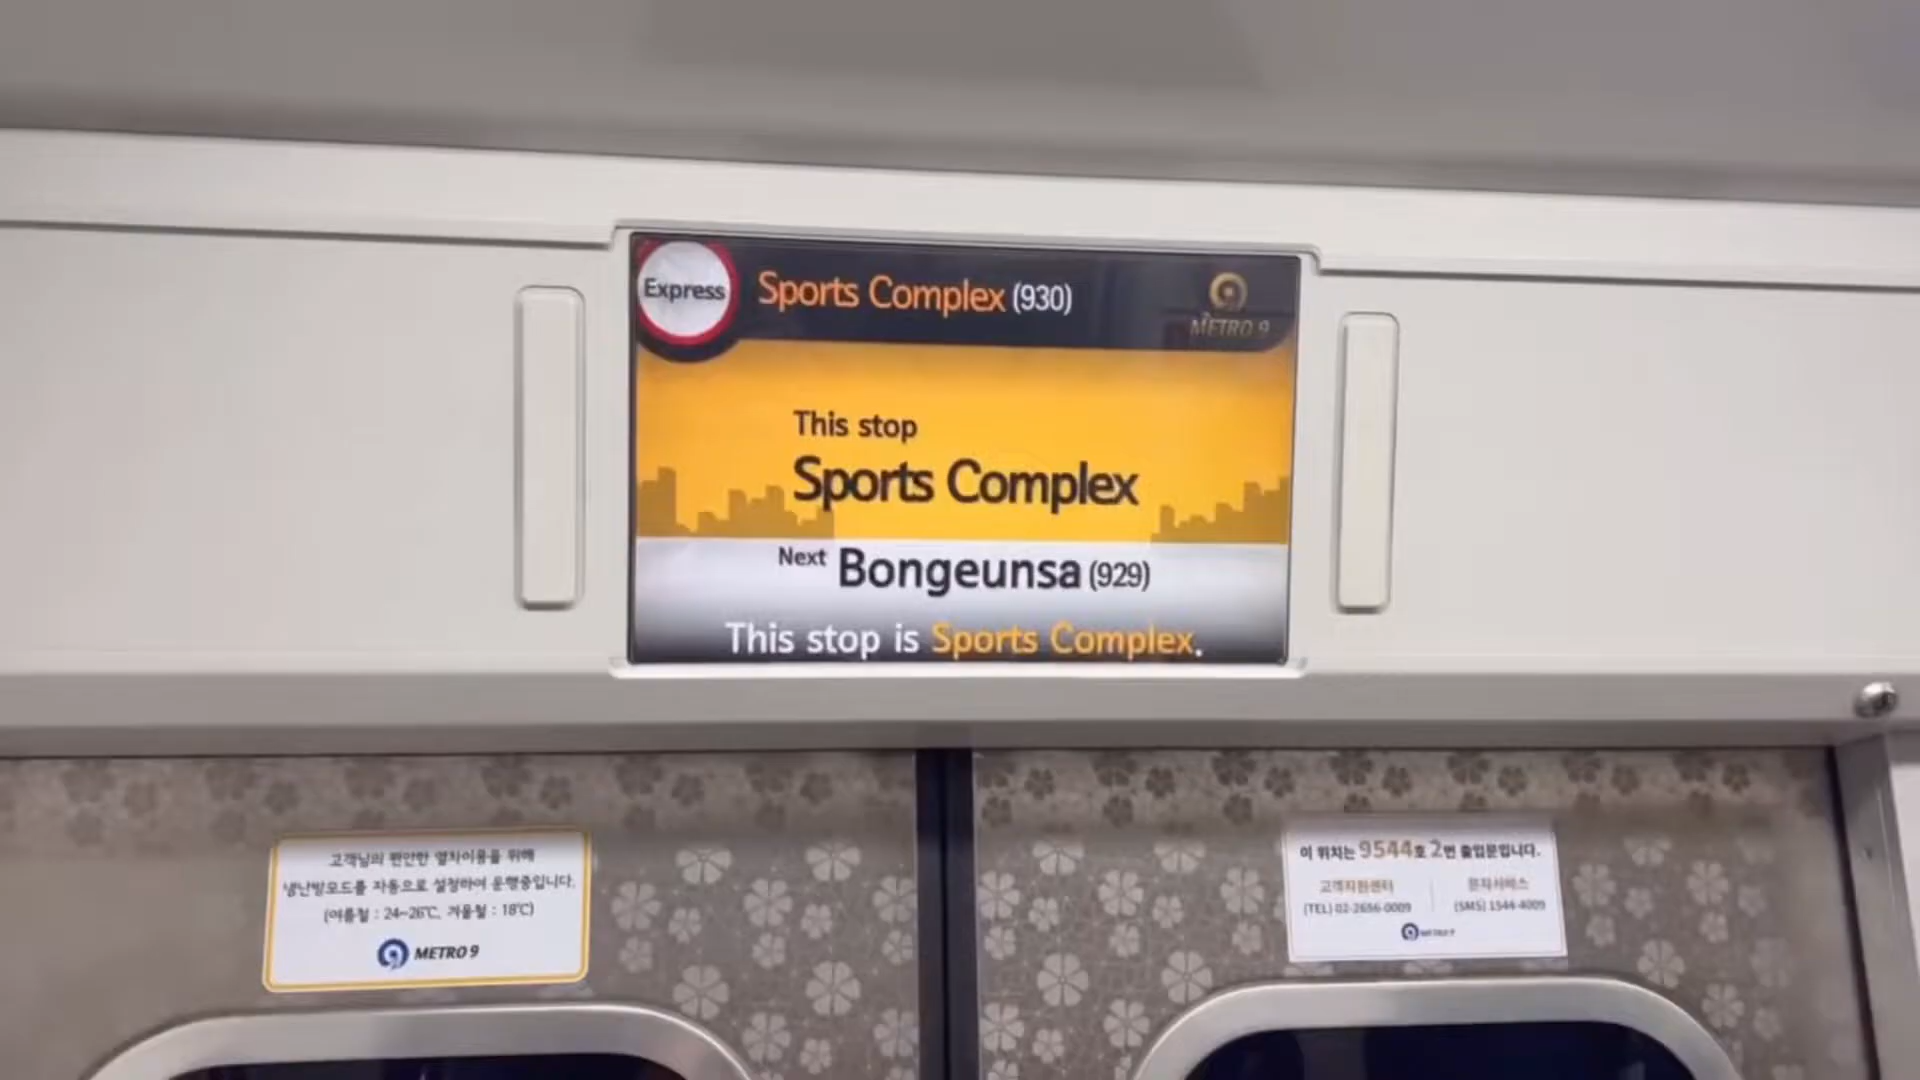 Express
Sports Complex (930)
METRO 9
This stop
Sports Complex
Next Bongeunsa (929)
This stop is Sports Complex.
고객님의 편안한 열차이용을 위해
냉난방모드를 자동으로 설정하여 운행중입니다.
(여름철 : 24~26℃, 겨울철 : 18℃)
METRO 9
이 위치는 9544호 2번 출입문입니다.
고객지원센터
(TEL) 02-2656-0009
문자서비스
(SMS) 1544-4009
METRO 9